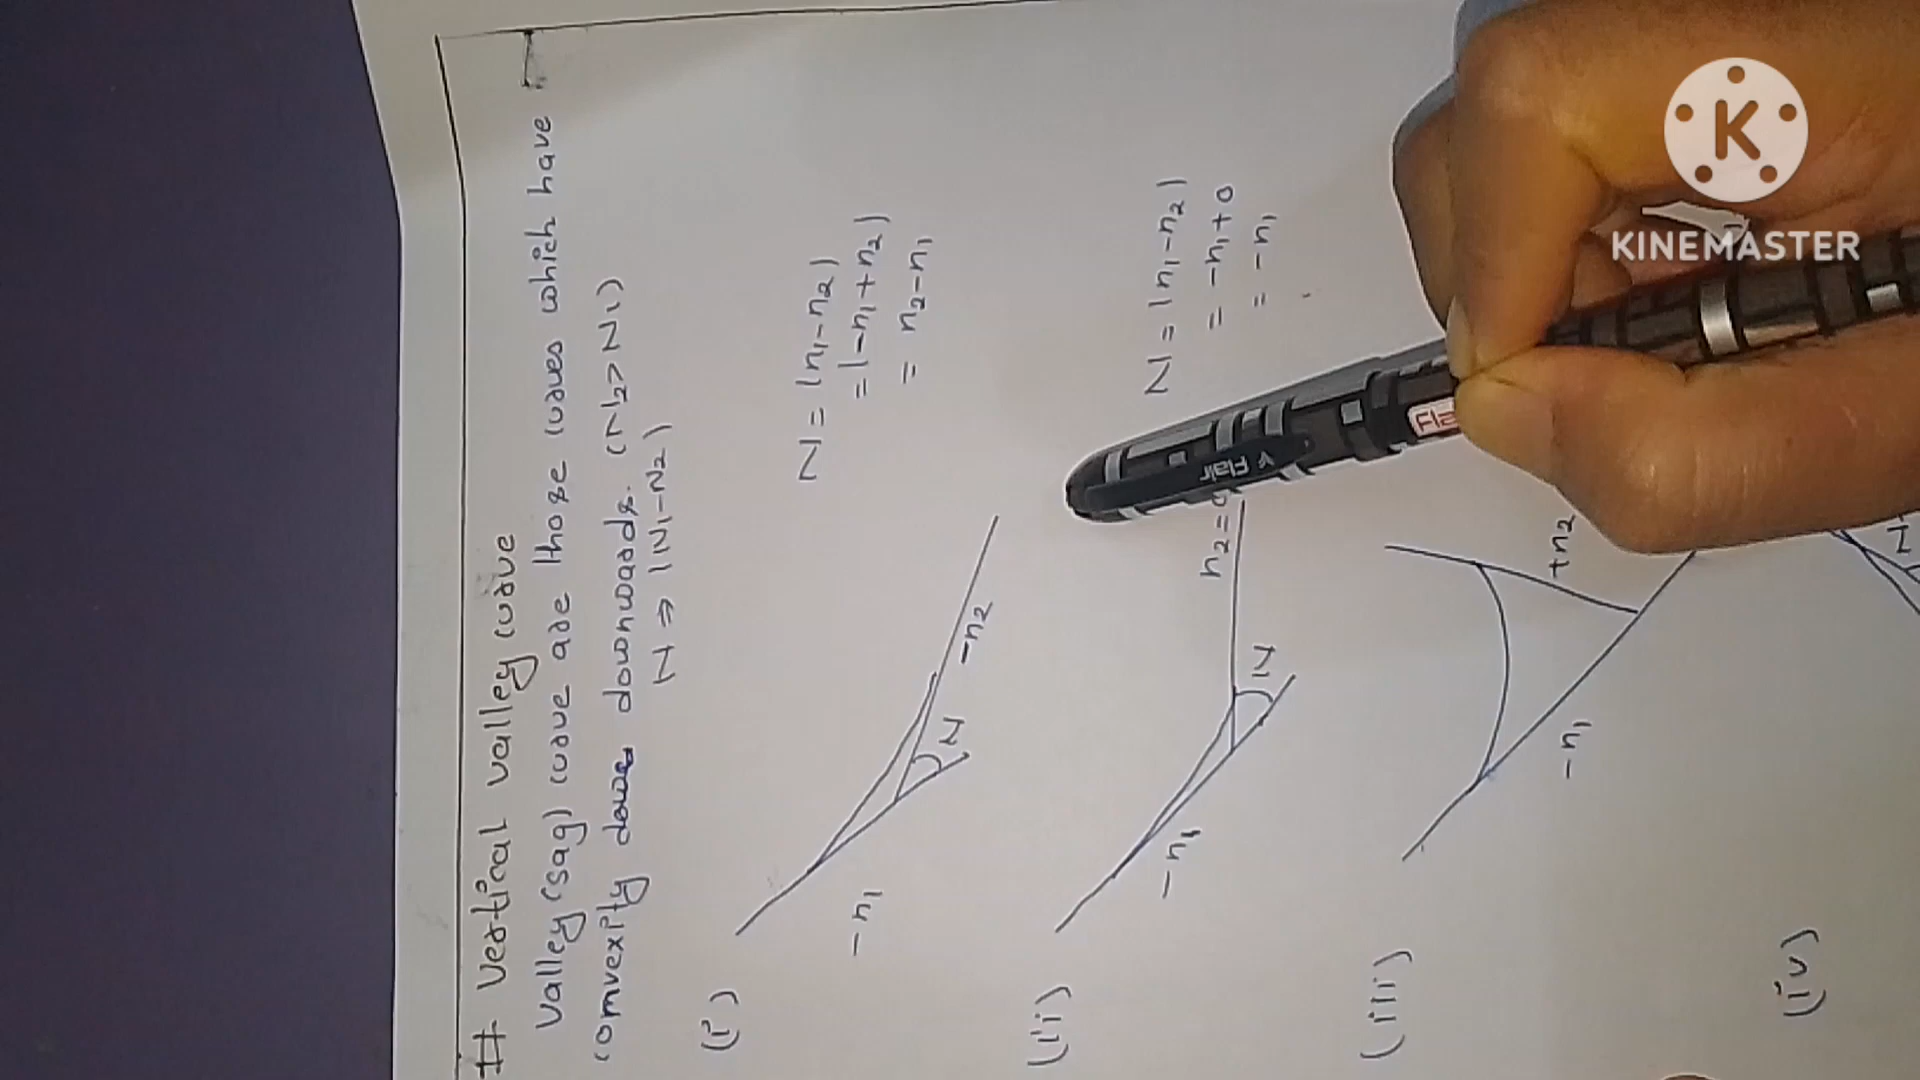 # Vertical valley curve
valley (sag) curve are those curves which have
convexity downwards. (N2 > N1)
N ⇒ |N1-N2)
(i)
-n1
N
-n2
N = |n1-n2)
= |-n1+n2)
= n2-n1
(ii)
-n1
N
n2=
N = |n1-n2)
= -n1+0
= -n1
(iii)
-n1
+n2
(iv)
N
Flair
Fla
K
KINEMASTER